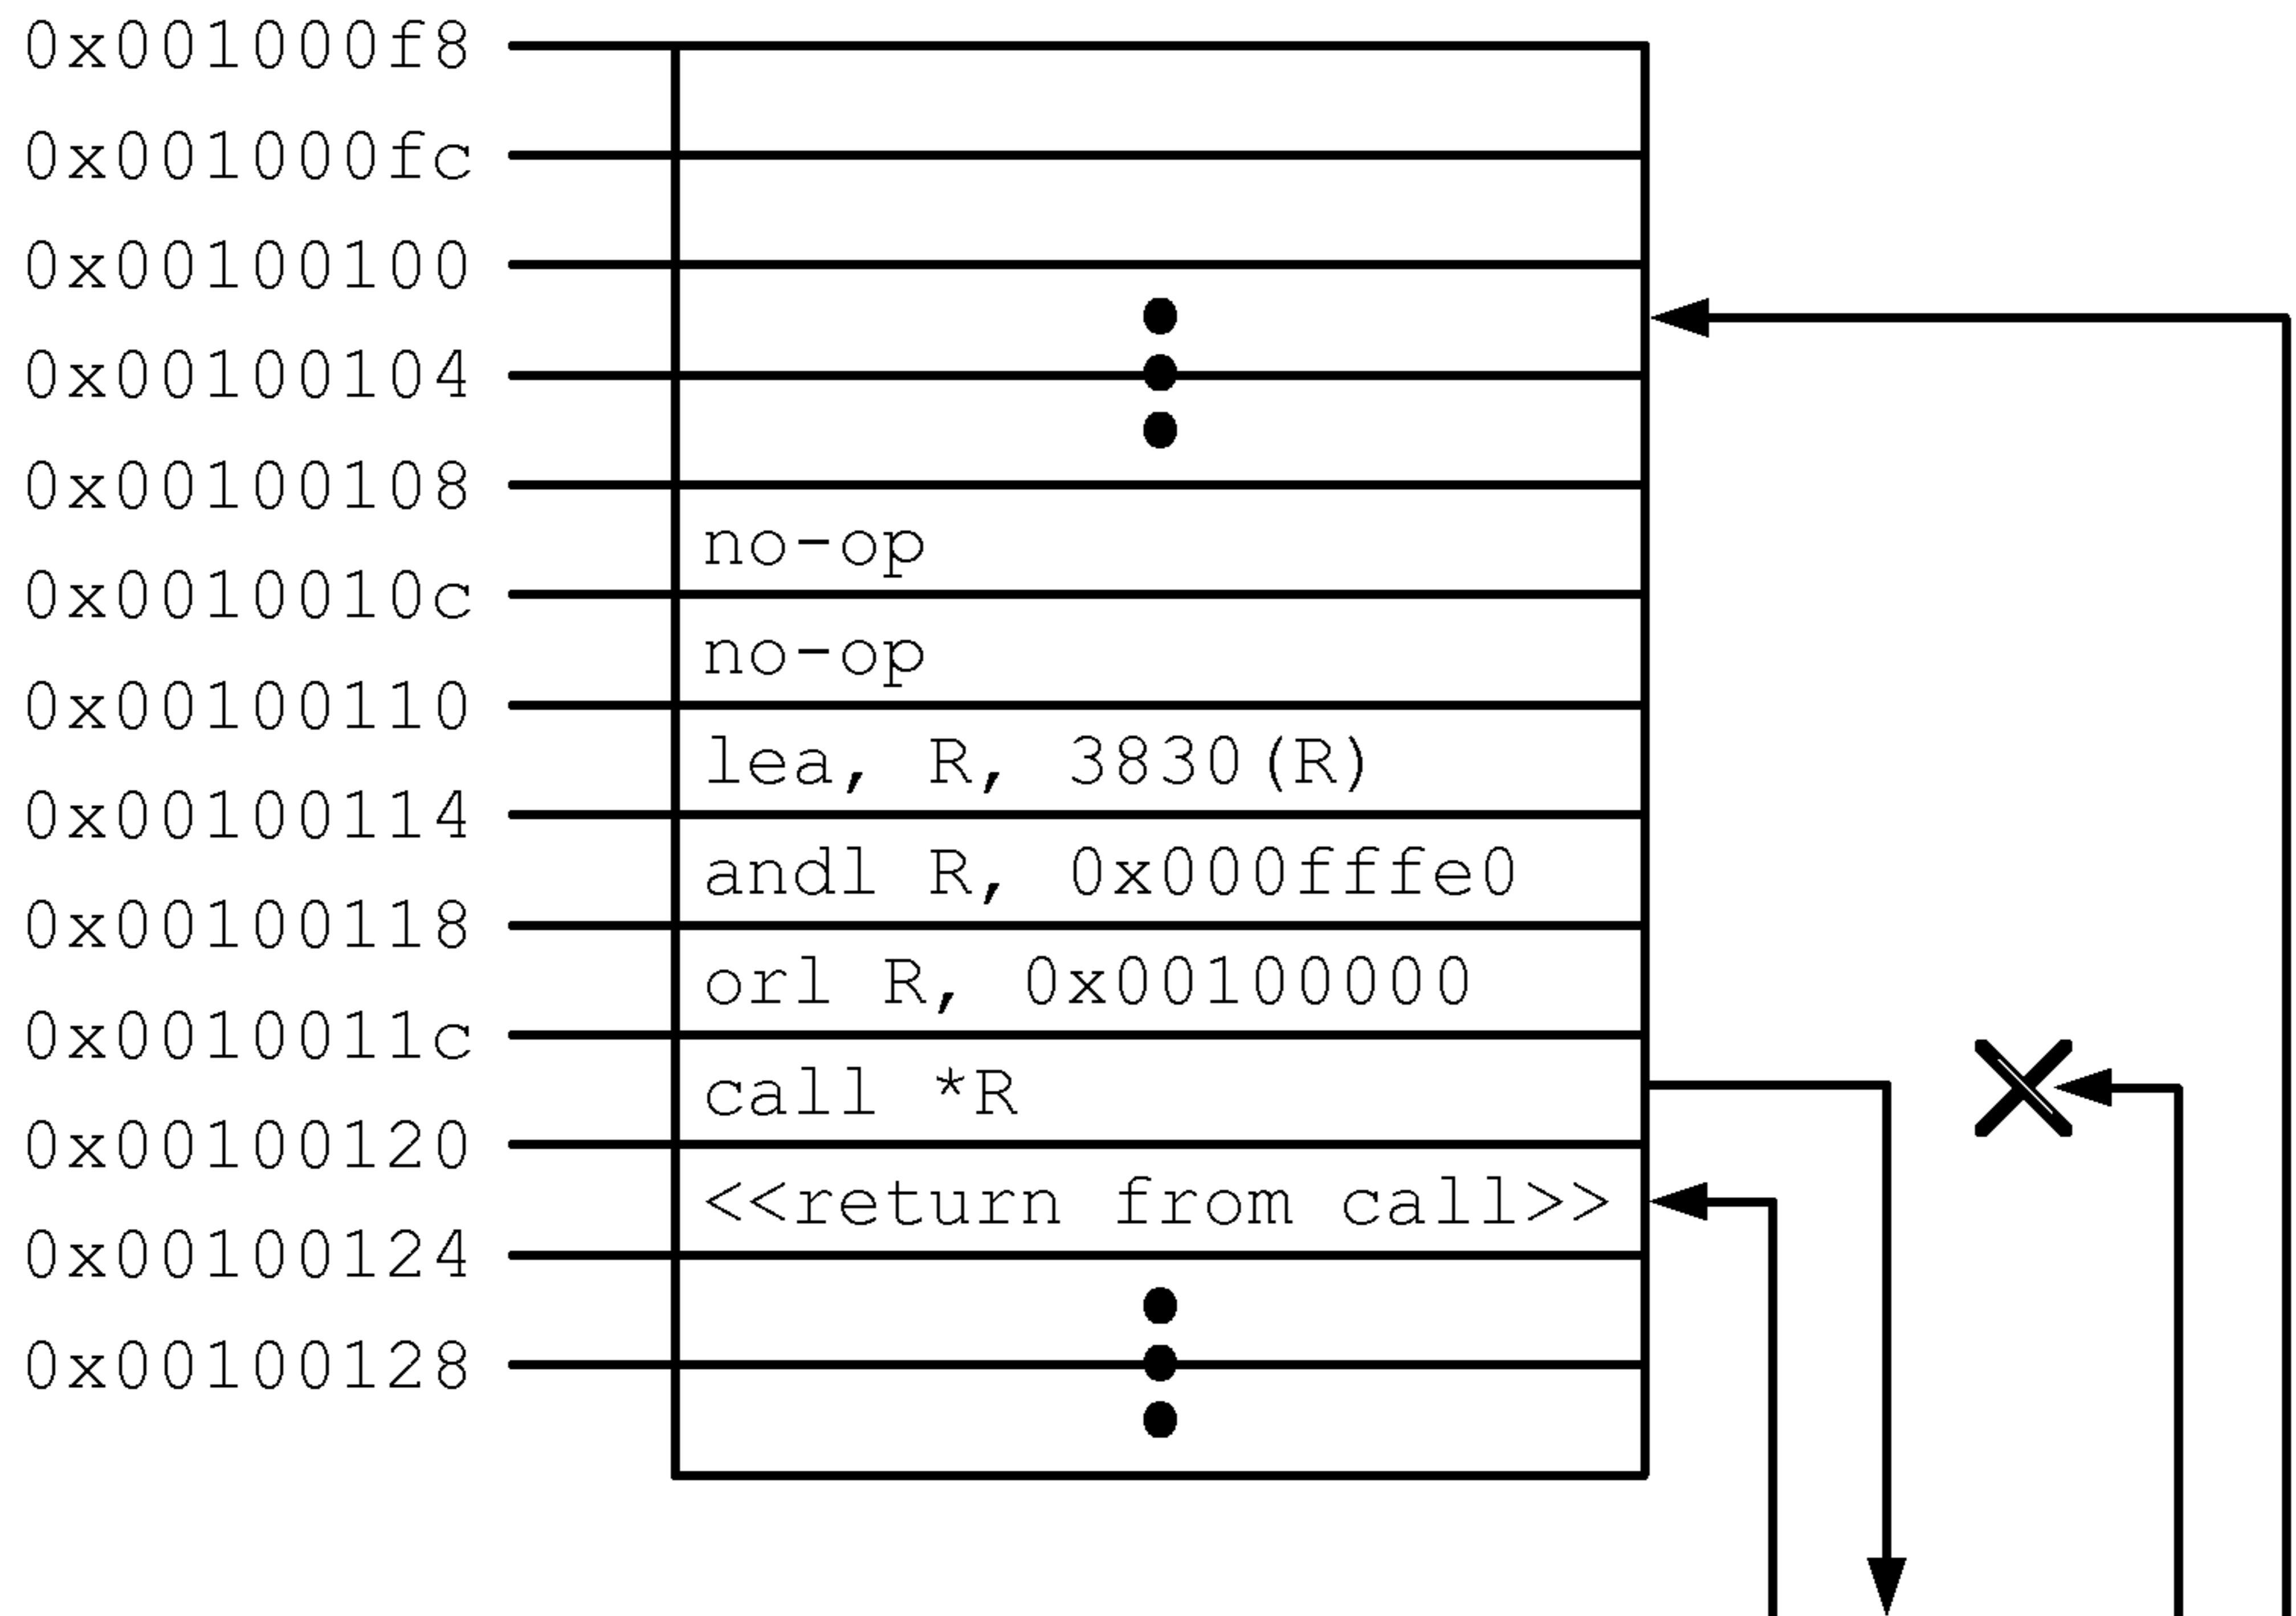 0x001000f8
0x001000fc
0x00100100
0x00100104
0x00100108
no-op
0x0010010c
no-op
0x00100110
lea, R, 3830(R)
0x00100114
andl R, 0x000fffe0
0x00100118
orl R, 0x00100000
0x0010011c
call *R
0x00100120
<<return from call>>
0x00100124
0x00100128